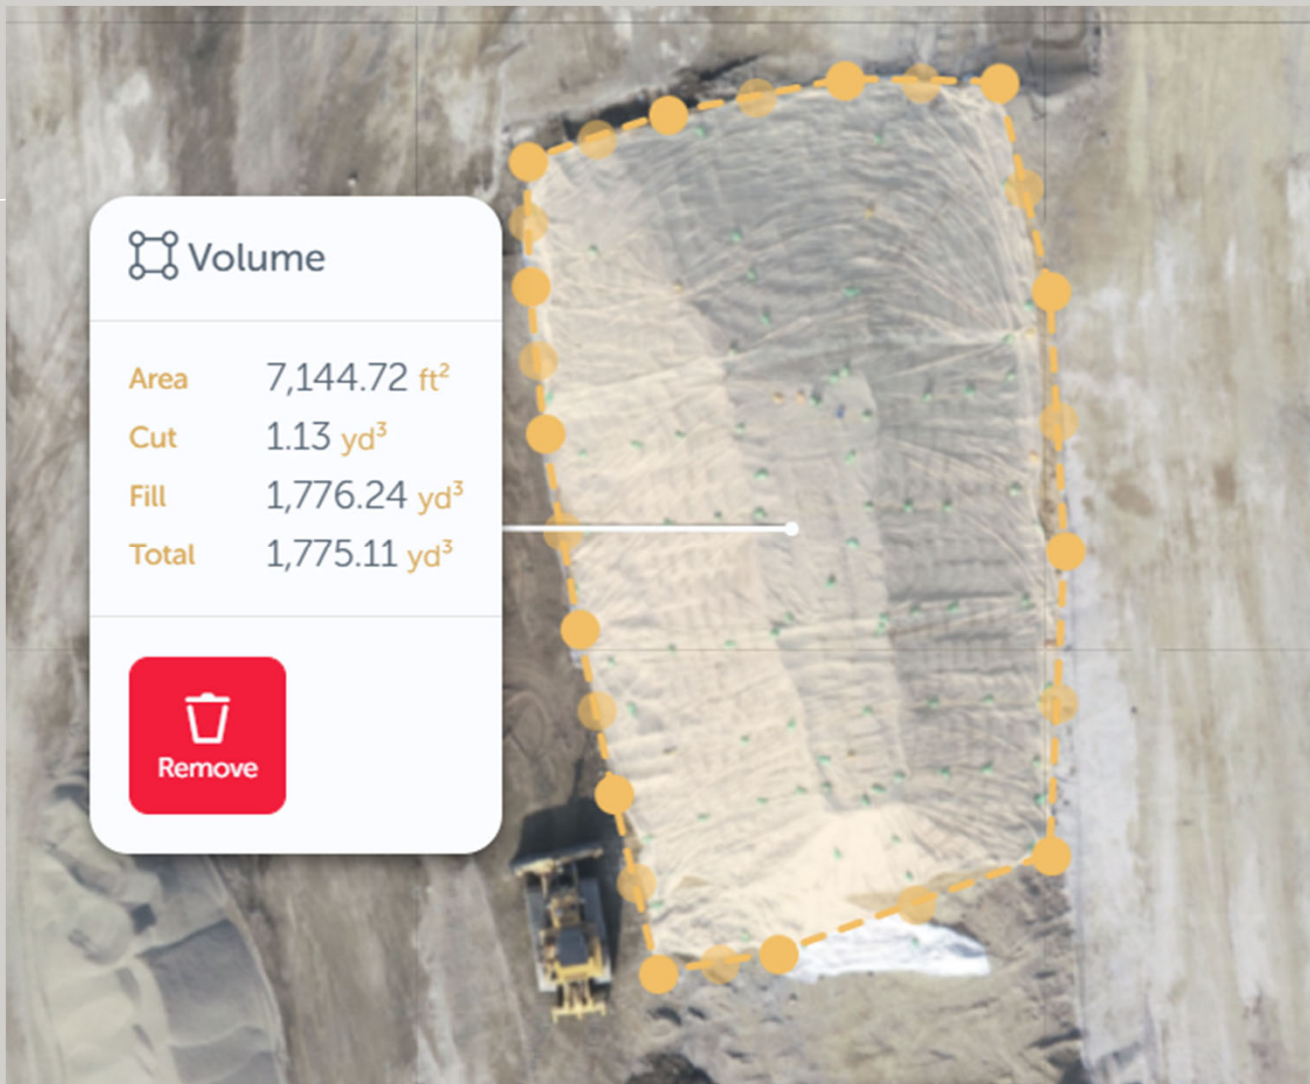 Volume
Area 7,144.72 ft²
Cut 1.13 yd³
Fill 1,776.24 yd³
Total 1,775.11 yd³
Remove